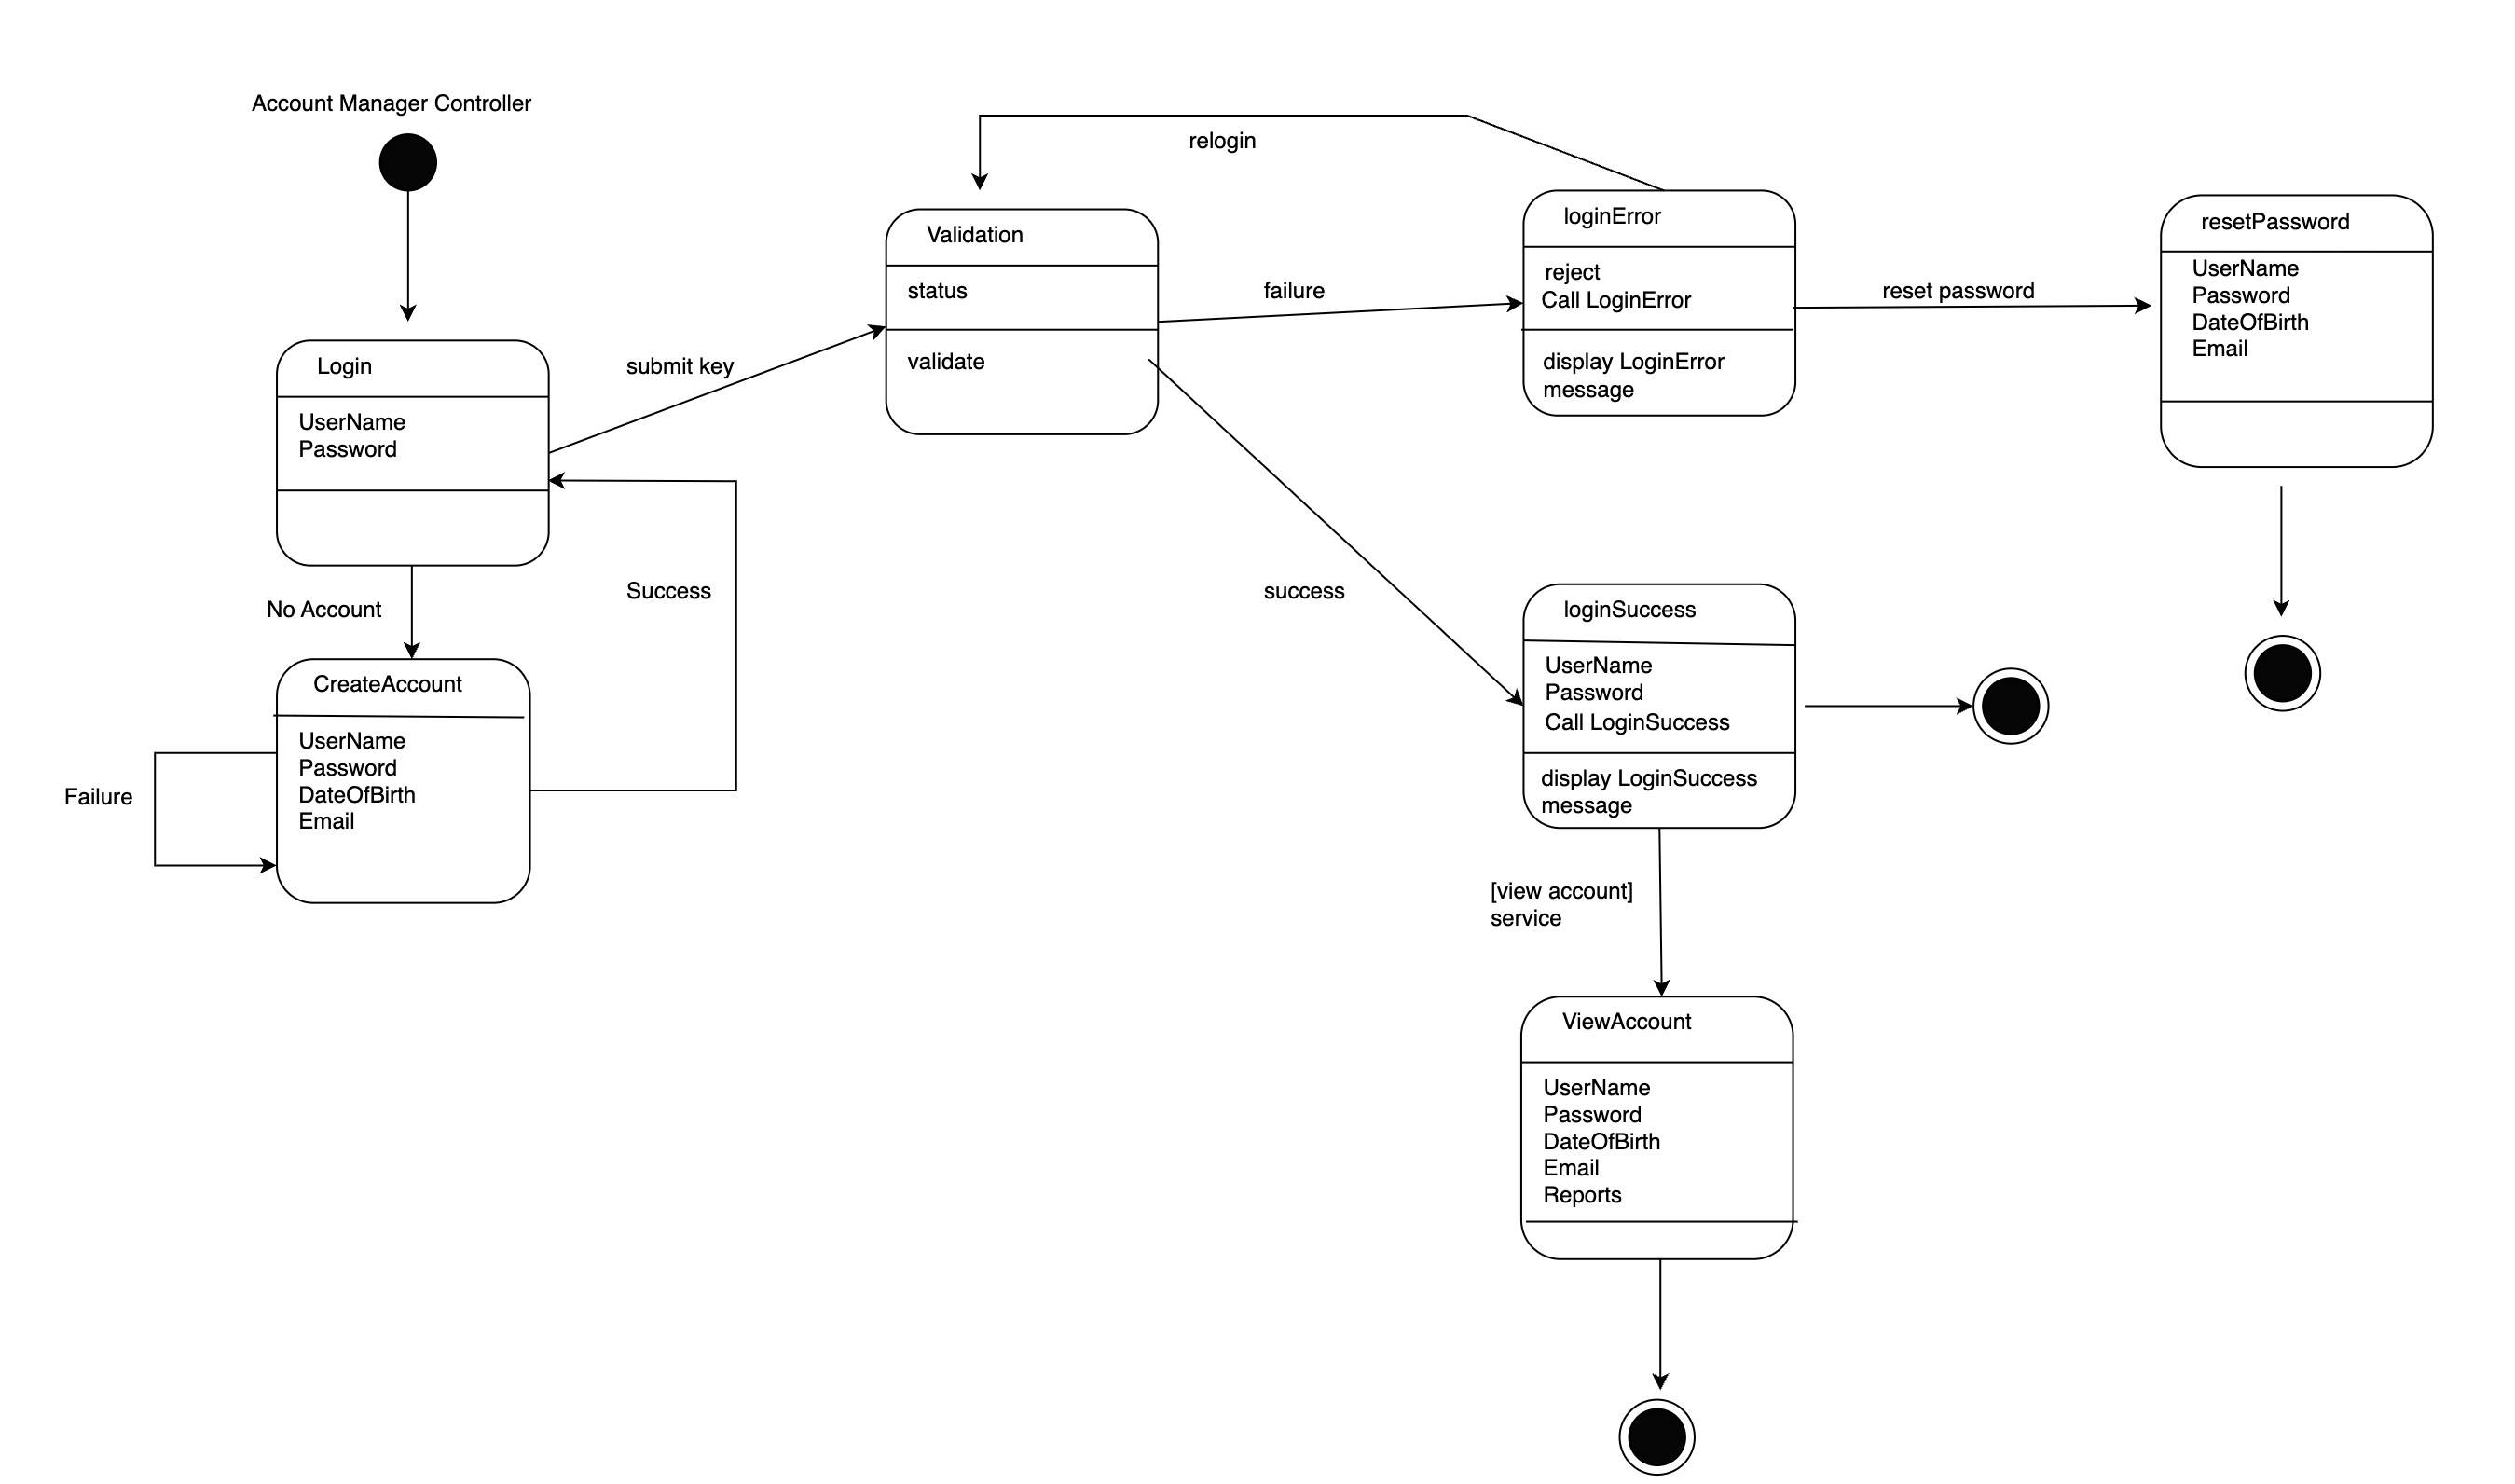 Account Manager Controller
relogin
Login
UserName
Password
submit key
No Account
Success
CreateAccount
UserName
Password
DateOfBirth
Email
Failure
Validation
status
validate
failure
success
loginError
reject
Call LoginError
display LoginError
message
reset password
resetPassword
UserName
Password
DateOfBirth
Email
loginSuccess
UserName
Password
Call LoginSuccess
display LoginSuccess
message
[view account]
service
ViewAccount
UserName
Password
DateOfBirth
Email
Reports